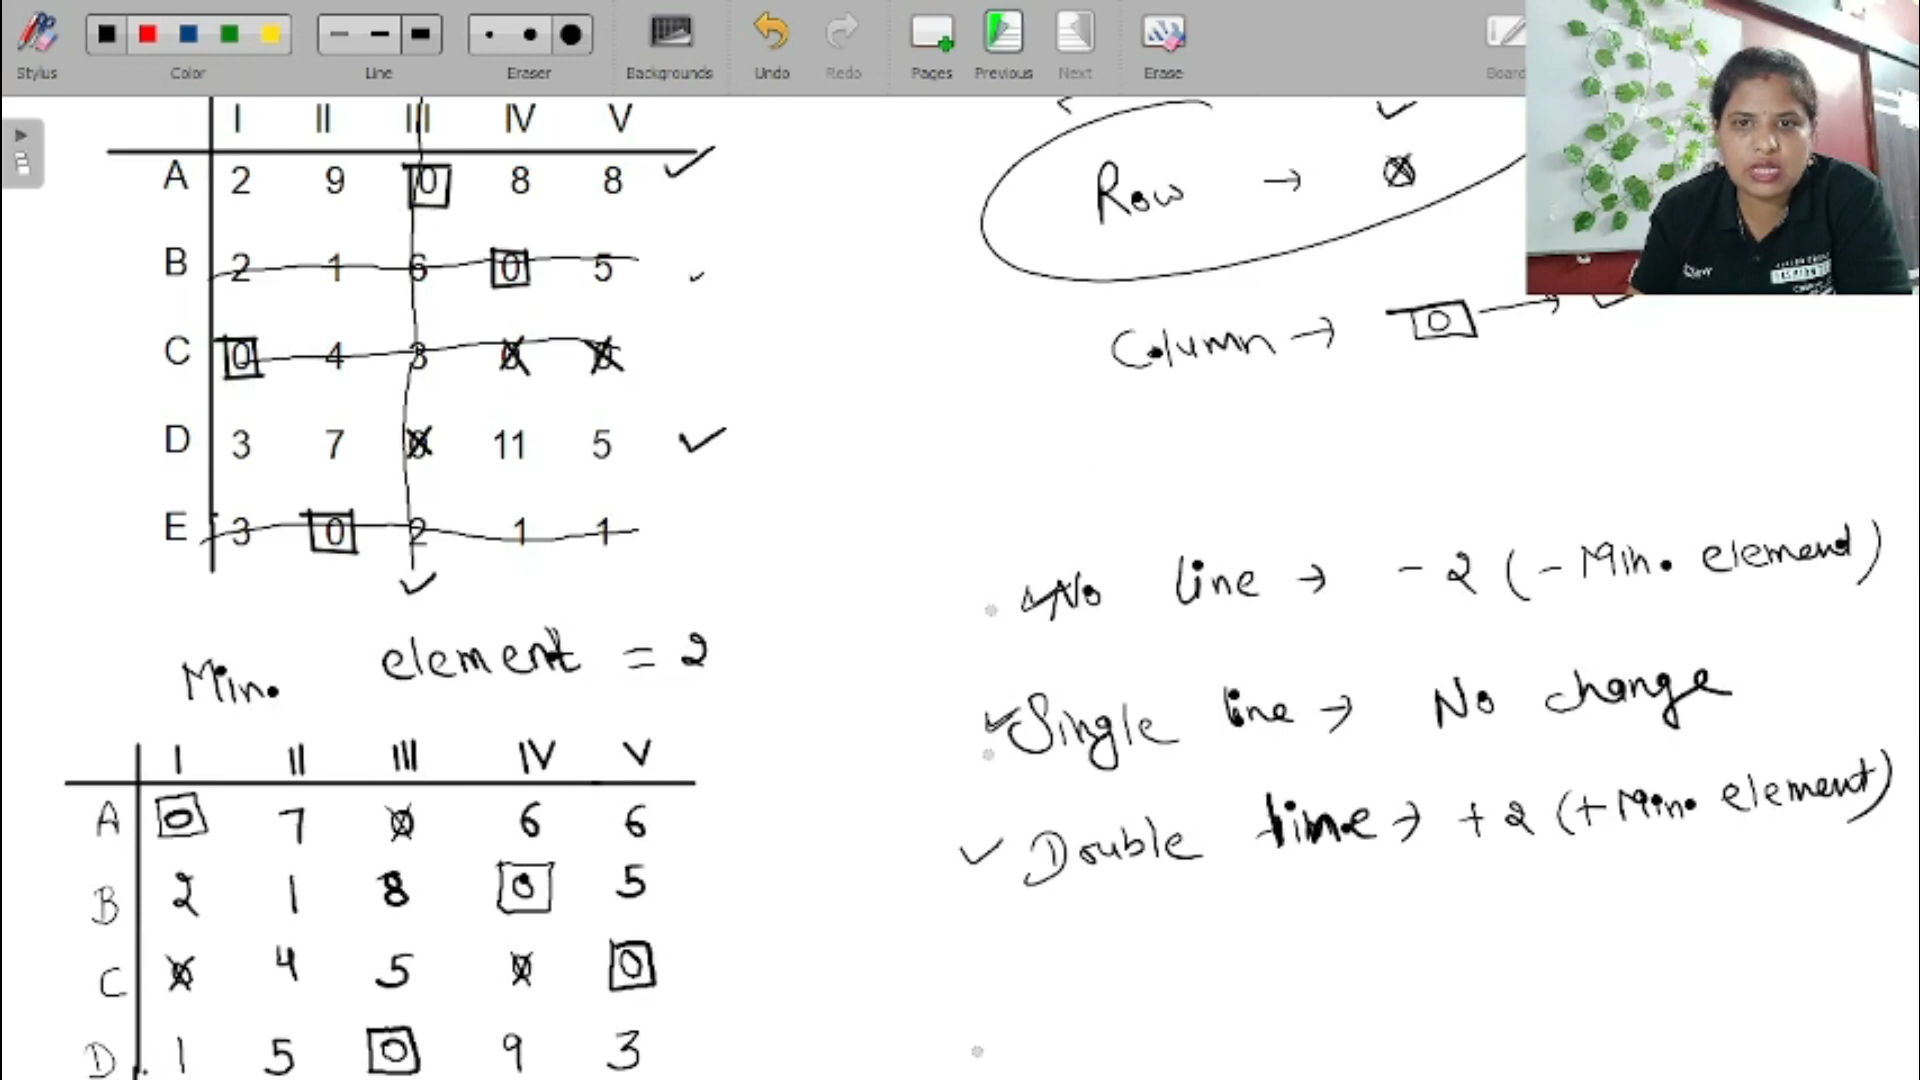 Stylus
Color
Line
Eraser
Backgrounds
Undo
Redo
Pages
Previous
Next
Erase
Board
I II III IV V
A 2 9 0 8 8
B 2 1 6 0 5
C 0 4 3 0 0
D 3 7 0 11 5
E 3 0 2 1 1
Min. element = 2
I II III IV V
A 0 7 0 6 6
B 2 1 8 0 5
C 0 4 5 0 0
D 1 5 0 9 3
Row → 0
Column → 0 →
No line → - 2 (- Min. element)
Single line → No change
Double line → + 2 (+ Min. element)